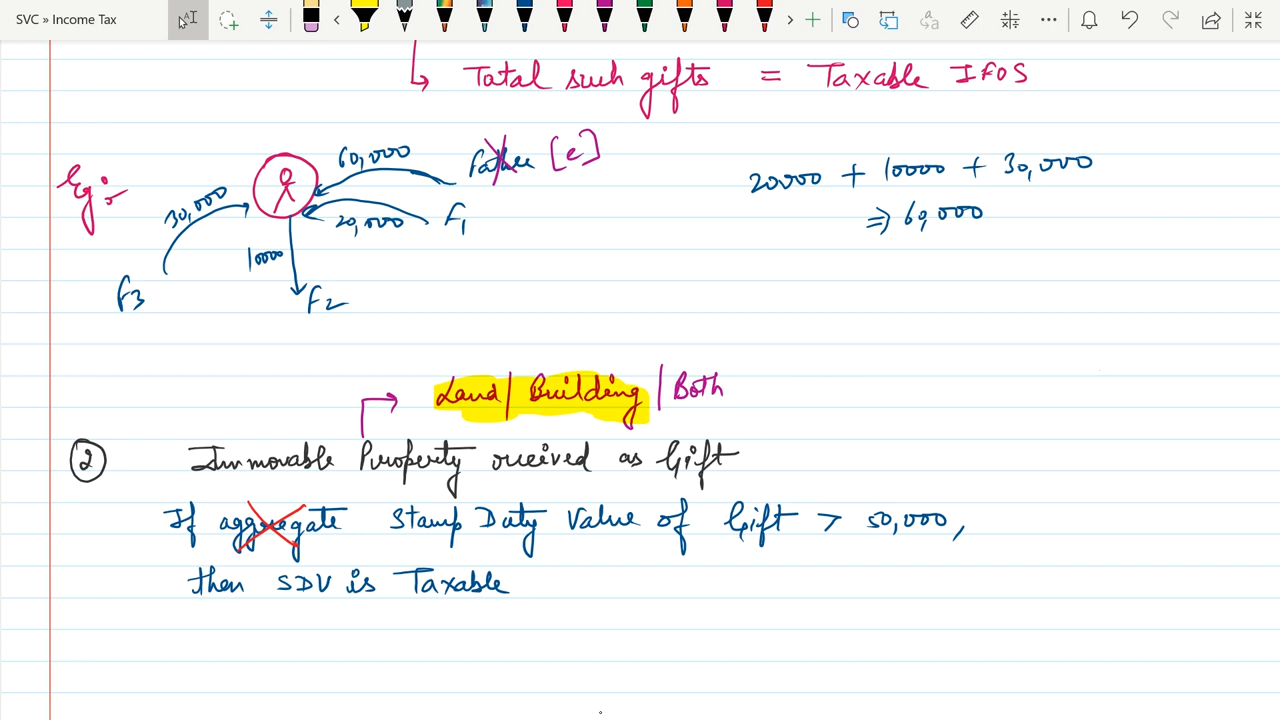 SVC » Income Tax
↳ Total such gifts = Taxable IFOS
Eg:-
60,000
Father [e]
20000 + 10000 + 30,000
30,000
20,000
F1
⇒ 60,000
10000
F3
F2
Land / Building / Both
② Immovable Property received as Gift
If aggregate Stamp Duty Value of Gift > 50,000,
then SDV is Taxable